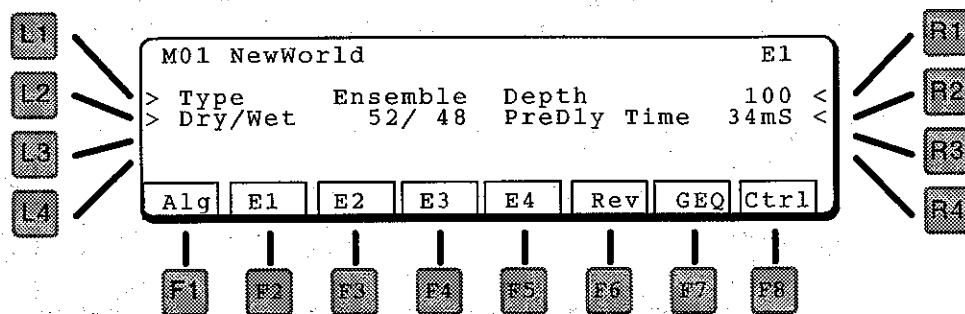 L1
L2
L3
L4
M01 NewWorld E1
> Type Ensemble Depth 100 <
> Dry/Wet 52/ 48 PreDly Time 34mS <
Alg E1 E2 E3 E4 Rev GEQ Ctrl
R1
R2
R3
R4
F1 F2 F3 F4 F5 F6 F7 F8